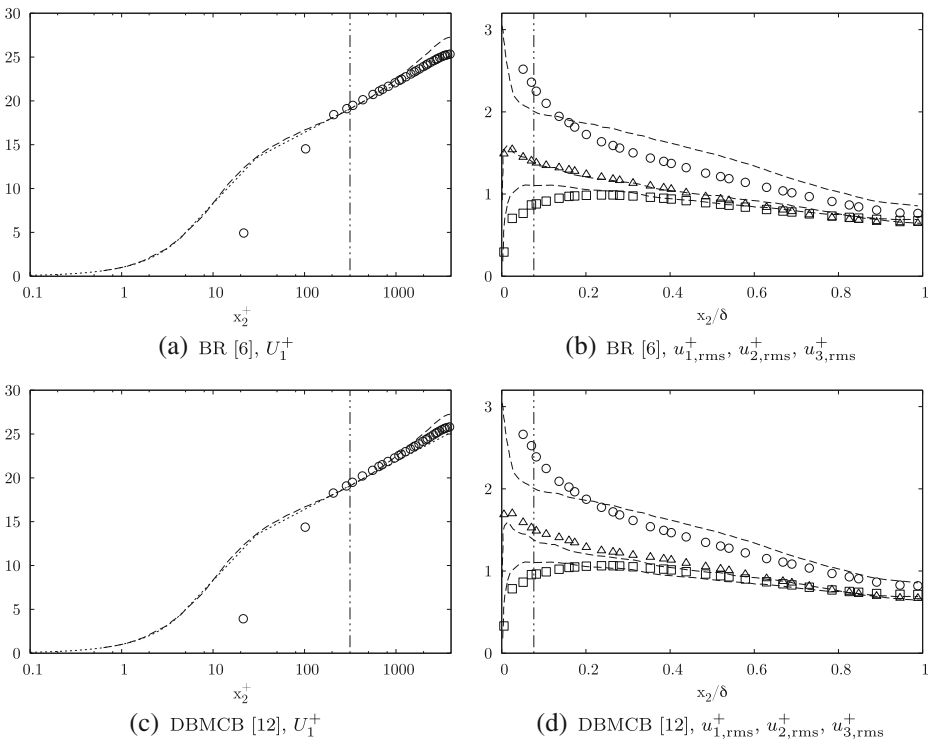 30
25
20
15
10
5
0
0.1 1 10 100 1000
x₂⁺
(a) BR [6], U₁⁺
3
2
1
0
0 0.2 0.4 0.6 0.8 1
x₂/δ
(b) BR [6], u⁺₁,rms, u⁺₂,rms, u⁺₃,rms
30
25
20
15
10
5
0
0.1 1 10 100 1000
x₂⁺
(c) DBMCB [12], U₁⁺
3
2
1
0
0 0.2 0.4 0.6 0.8 1
x₂/δ
(d) DBMCB [12], u⁺₁,rms, u⁺₂,rms, u⁺₃,rms